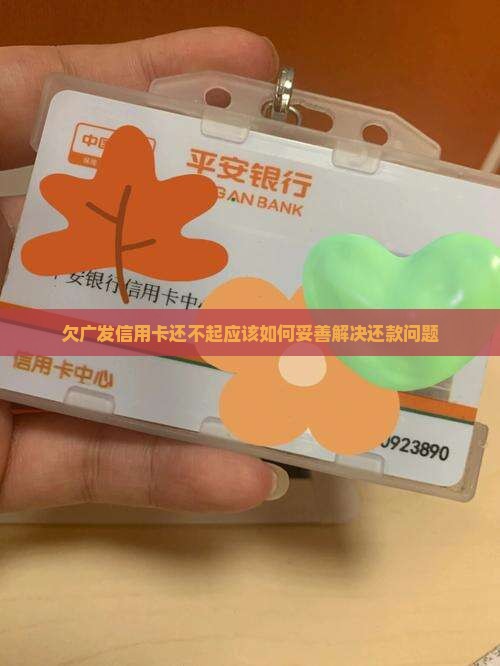 中国
平安银行
AN BANK
安银行信用卡中
欠广发信用卡还不起应该如何妥善解决还款问题
信用卡中心
0923890